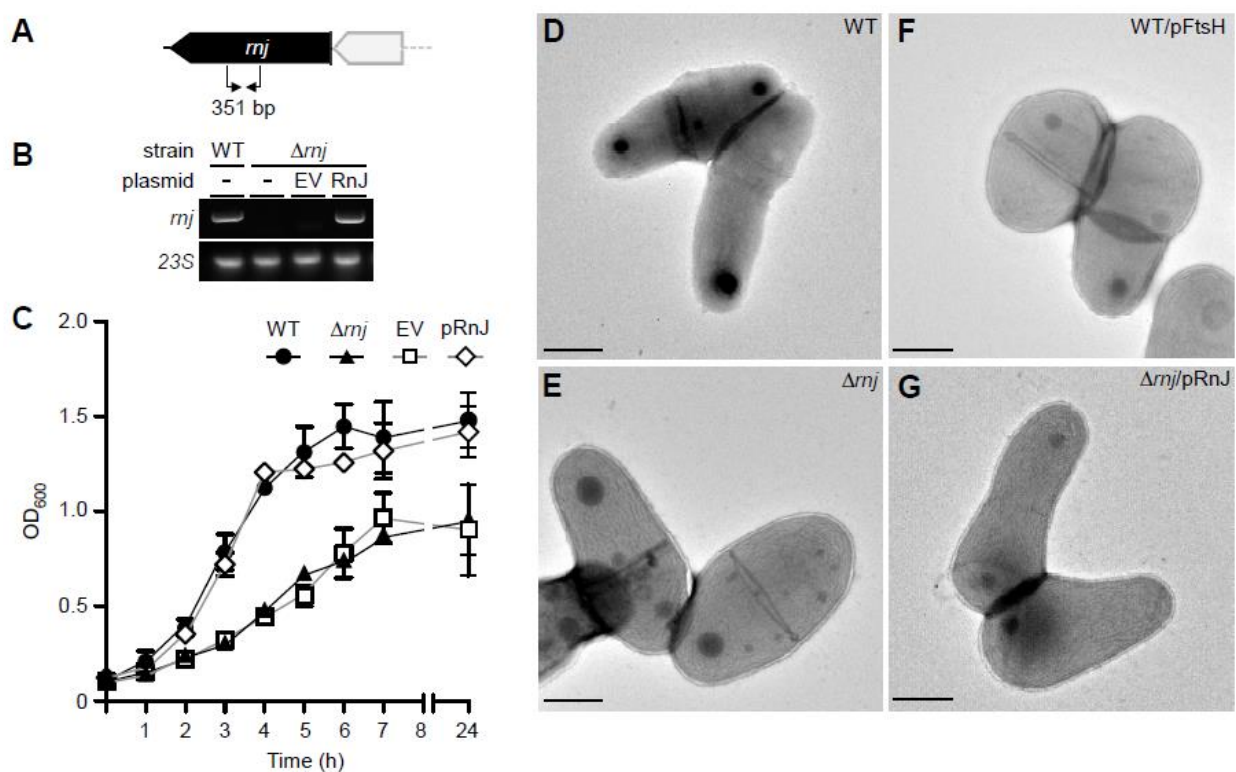 A
rnj
351 bp
B
strain WT Δrnj
plasmid - - EV RnJ
rnj
23S
C
WT Δrnj EV pRnJ
2.0
1.5
1.0
0.5
0
OD600
1 2 3 4 5 6 7 8 24
Time (h)
D WT
E Δrnj
F WT/pFtsH
G Δrnj/pRnJ